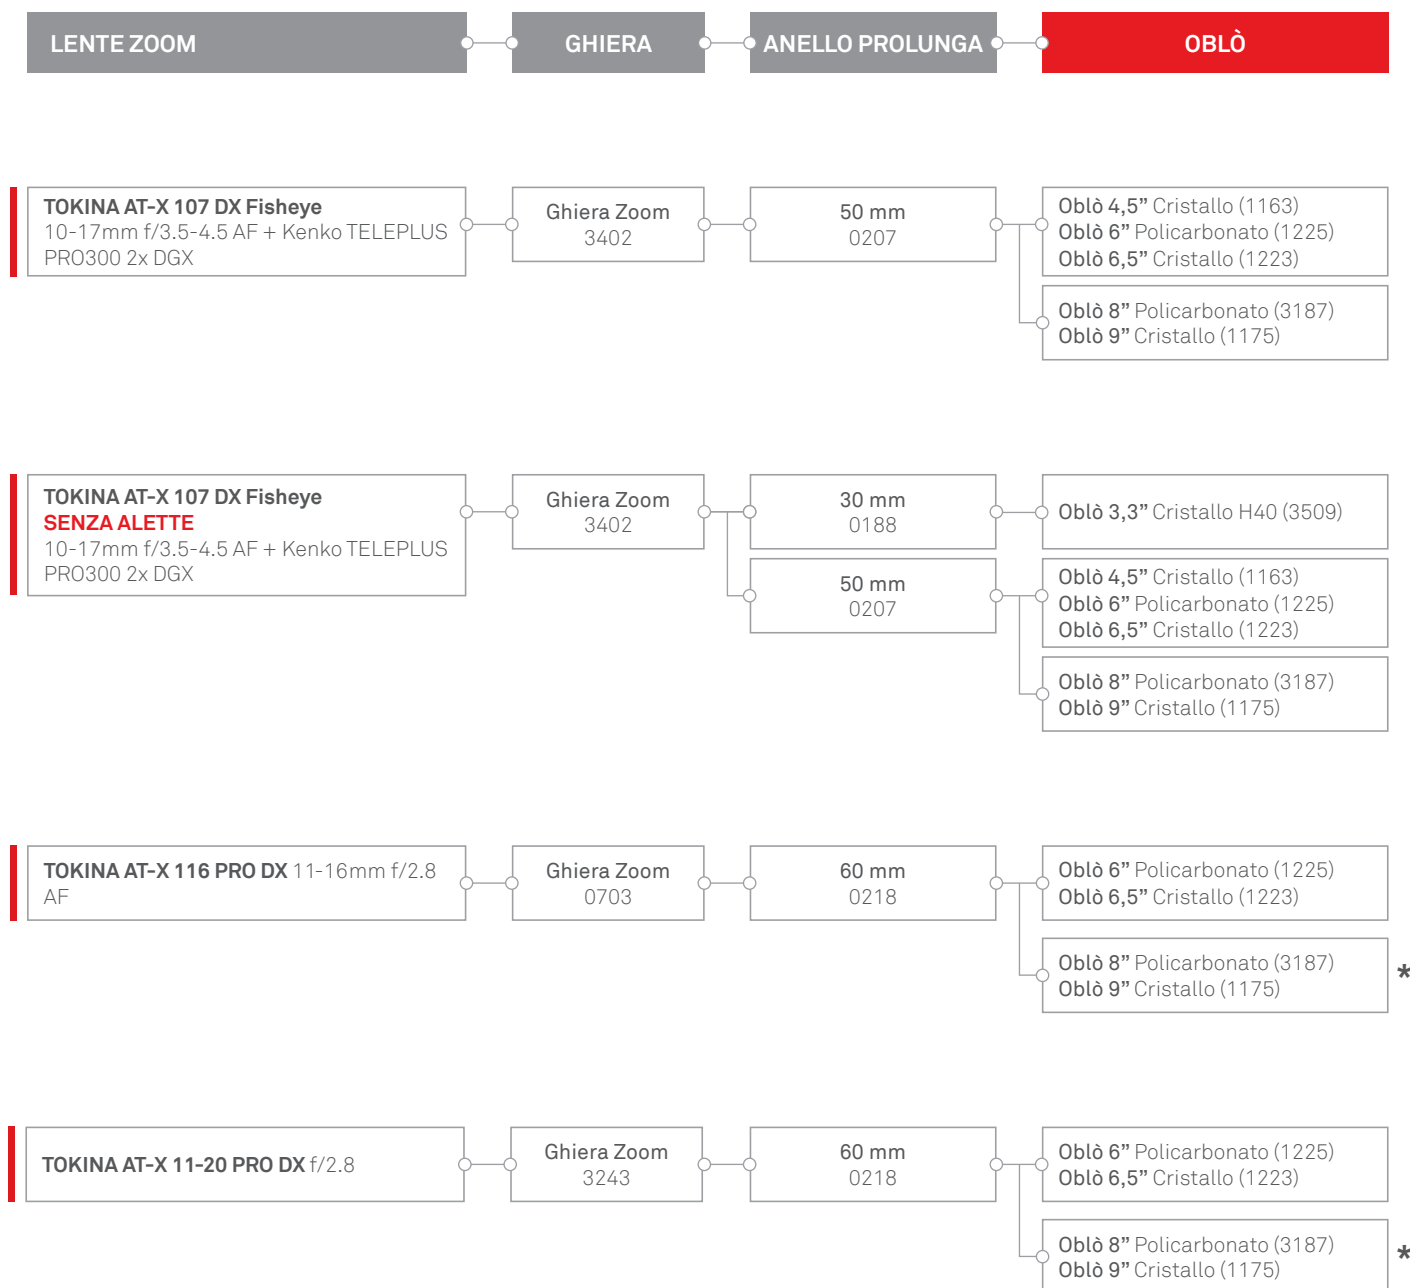 LENTE ZOOM
GHIERA
ANELLO PROLUNGA
OBLÒ
TOKINA AT-X 107 DX Fisheye
10-17mm f/3.5-4.5 AF + Kenko TELEPLUS
PRO300 2x DGX
Ghiera Zoom
3402
50 mm
0207
Oblò 4,5” Cristallo (1163)
Oblò 6” Policarbonato (1225)
Oblò 6,5” Cristallo (1223)
Oblò 8” Policarbonato (3187)
Oblò 9” Cristallo (1175)
TOKINA AT-X 107 DX Fisheye
SENZA ALETTE
10-17mm f/3.5-4.5 AF + Kenko TELEPLUS
PRO300 2x DGX
Ghiera Zoom
3402
30 mm
0188
Oblò 3,3” Cristallo H40 (3509)
50 mm
0207
Oblò 4,5” Cristallo (1163)
Oblò 6” Policarbonato (1225)
Oblò 6,5” Cristallo (1223)
Oblò 8” Policarbonato (3187)
Oblò 9” Cristallo (1175)
TOKINA AT-X 116 PRO DX 11-16mm f/2.8
AF
Ghiera Zoom
0703
60 mm
0218
Oblò 6” Policarbonato (1225)
Oblò 6,5” Cristallo (1223)
Oblò 8” Policarbonato (3187)
Oblò 9” Cristallo (1175)
*
TOKINA AT-X 11-20 PRO DX f/2.8
Ghiera Zoom
3243
60 mm
0218
Oblò 6” Policarbonato (1225)
Oblò 6,5” Cristallo (1223)
Oblò 8” Policarbonato (3187)
Oblò 9” Cristallo (1175)
*